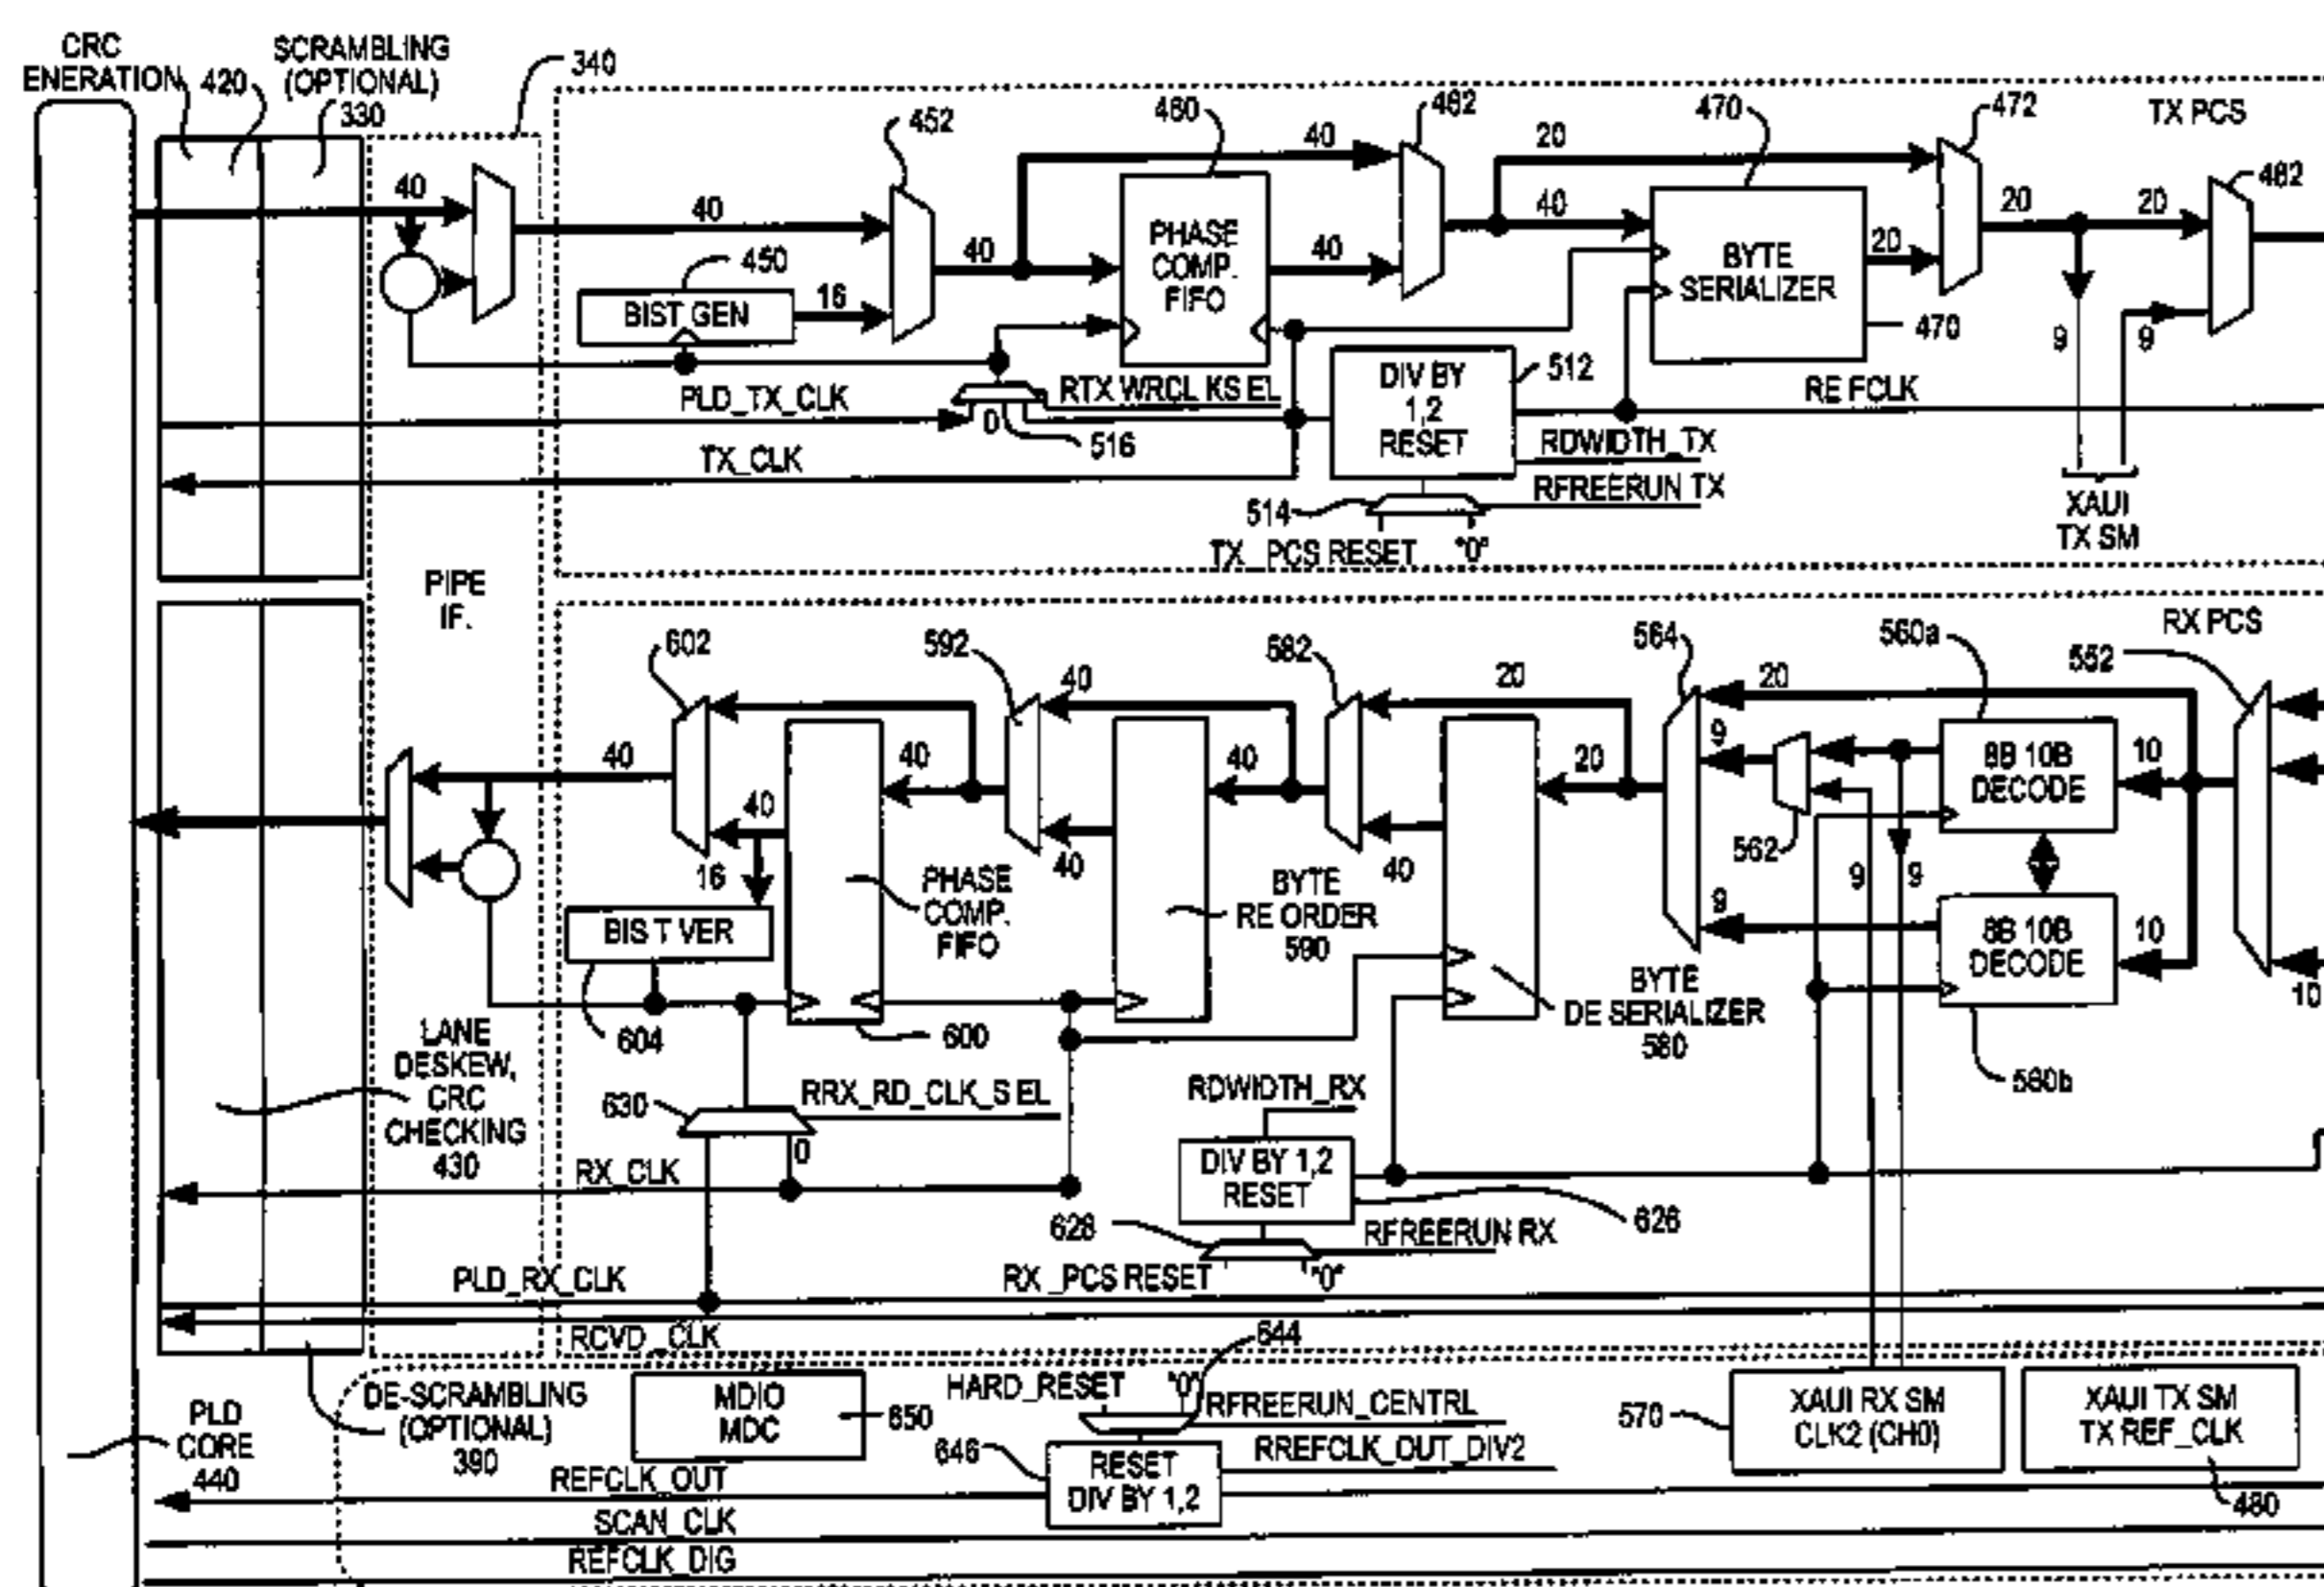 CRC
ENERATION
420
SCRAMBLING
(OPTIONAL)
330
340
452
460
462
470
472
TX PCS
482
40
40
40
40
20
40
40
20
20
20
PHASE
COMP.
FIFO
BYTE
SERIALIZER
470
450
BIST GEN
16
9
9
PLD_TX_CLK
0
RTX WRCL KS EL
516
DIV BY
1,2
RESET
512
RE FCLK
TX_CLK
RDWIDTH_TX
RFREERUN TX
514
TX_PCS RESET
"0"
XAUI
TX SM
PIPE
IF.
602
592
582
564
560a
552
RX PCS
40
40
20
20
40
40
40
20
9
8B 10B
DECODE
10
40
16
40
40
562
9
9
9
8B 10B
DECODE
10
10
BIS T VER
PHASE
COMP.
FIFO
BYTE
RE ORDER
590
BYTE
DE SERIALIZER
580
604
600
560b
LANE
DESKEW,
CRC
CHECKING
430
630
RRX_RD_CLK_S EL
0
RDWIDTH_RX
DIV BY 1,2
RESET
626
RX_CLK
628
RFREERUN RX
PLD_RX_CLK
RX_PCS RESET
"0"
RCVD_CLK
644
PLD
CORE
440
DE-SCRAMBLING
(OPTIONAL)
390
MDIO
MDC
650
HARD_RESET
"0"
RFREERUN_CENTRL
646
RREFCLK_OUT_DIV2
RESET
DIV BY 1,2
570
XAUI RX SM
CLK2 (CH0)
XAUI TX SM
TX REF_CLK
480
REFCLK_OUT
SCAN_CLK
REFCLK_DIG